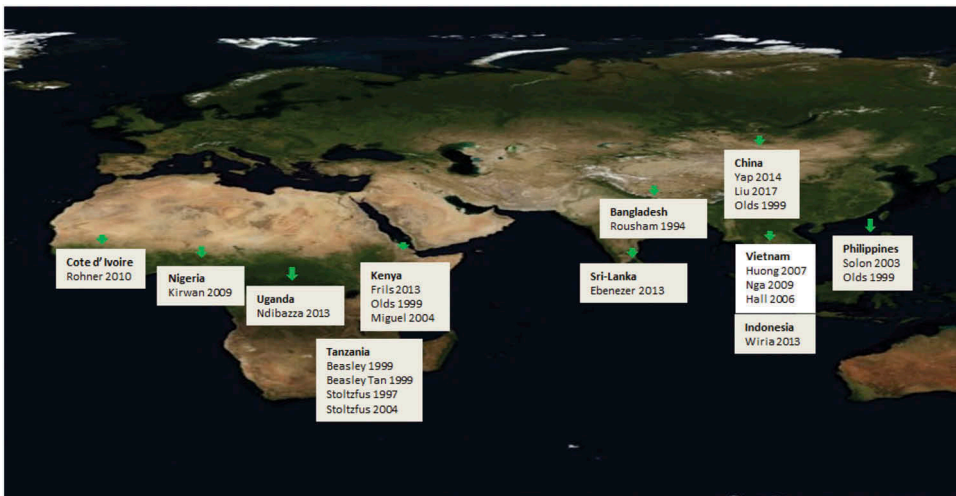 Cote d' Ivoire
Rohner 2010
Nigeria
Kirwan 2009
Uganda
Ndibazza 2013
Kenya
Frils 2013
Olds 1999
Miguel 2004
Tanzania
Beasley 1999
Beasley Tan 1999
Stoltzfus 1997
Stoltzfus 2004
Bangladesh
Rousham 1994
Sri-Lanka
Ebenezer 2013
China
Yap 2014
Liu 2017
Olds 1999
Vietnam
Huong 2007
Nga 2009
Hall 2006
Indonesia
Wiria 2013
Philippines
Solon 2003
Olds 1999